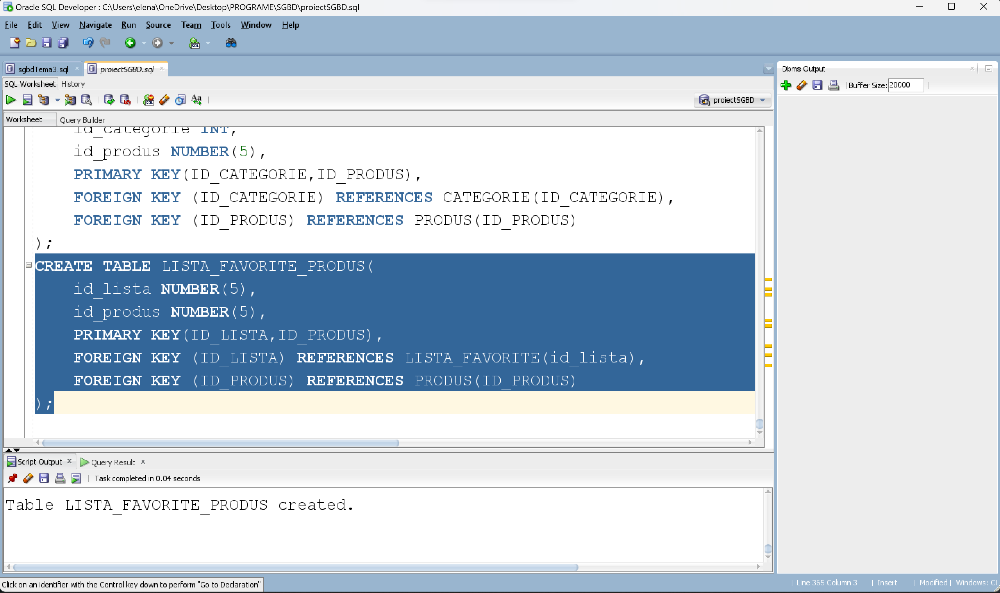 Oracle SQL Developer : C:\Users\elena\OneDrive\Desktop\PROGRAME\SGBD\proiectSGBD.sql
File Edit View Navigate Run Source Team Tools Window Help
sgbdTema3.sql proiectSGBD.sql
SQL Worksheet History
proiectSGBD
Worksheet Query Builder
id_categorie INT,
id_produs NUMBER(5),
PRIMARY KEY(ID_CATEGORIE,ID_PRODUS),
FOREIGN KEY (ID_CATEGORIE) REFERENCES CATEGORIE(ID_CATEGORIE),
FOREIGN KEY (ID_PRODUS) REFERENCES PRODUS(ID_PRODUS)
);
CREATE TABLE LISTA_FAVORITE_PRODUS(
id_lista NUMBER(5),
id_produs NUMBER(5),
PRIMARY KEY(ID_LISTA,ID_PRODUS),
FOREIGN KEY (ID_LISTA) REFERENCES LISTA_FAVORITE(id_lista),
FOREIGN KEY (ID_PRODUS) REFERENCES PRODUS(ID_PRODUS)
);
Script Output x Query Result x
Task completed in 0.04 seconds
Table LISTA_FAVORITE_PRODUS created.
Dbms Output
Buffer Size: 20000
Click on an identifier with the Control key down to perform "Go to Declaration"
| Line 365 Column 3 | Insert | Modified | Windows: Cl